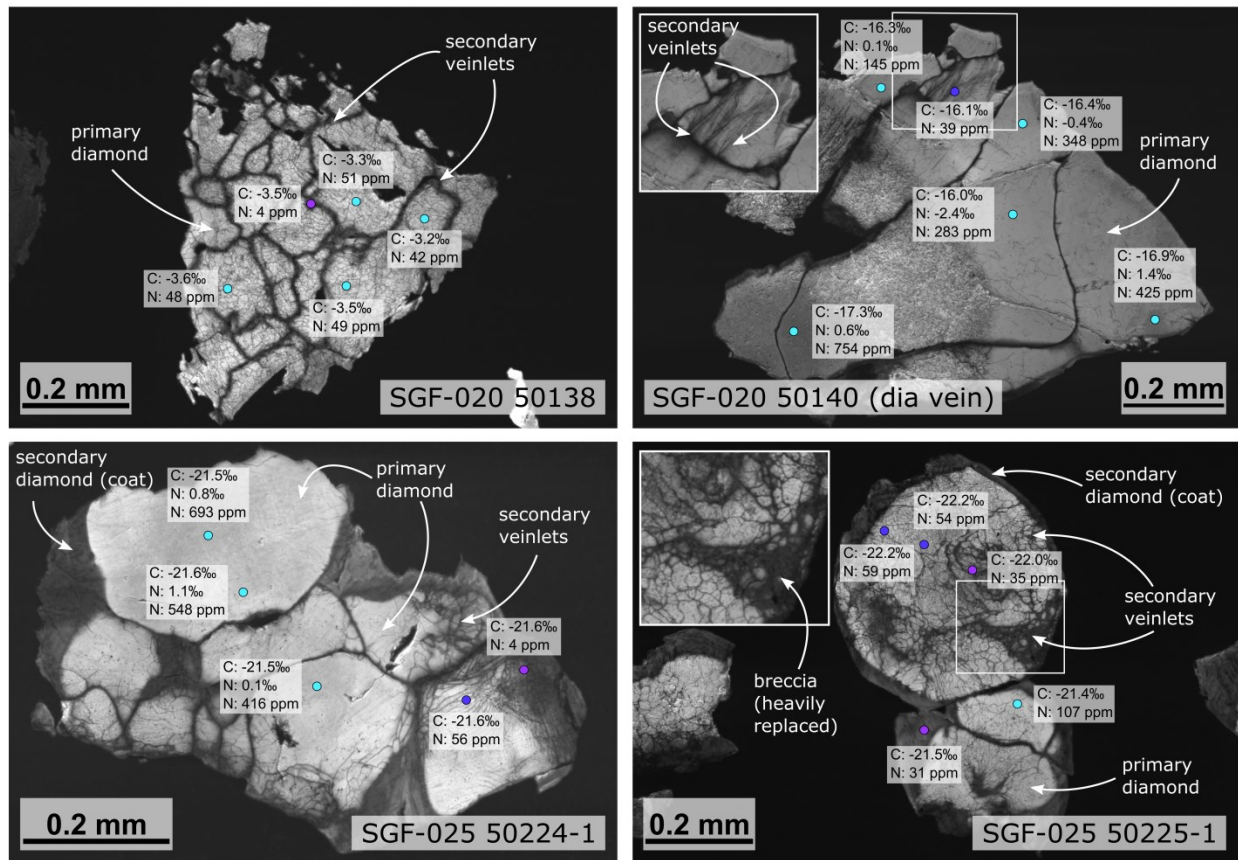 secondary
veinlets
primary
diamond
C: -3.3‰
N: 51 ppm
C: -3.5‰
N: 4 ppm
C: -3.2‰
N: 42 ppm
C: -3.6‰
N: 48 ppm
C: -3.5‰
N: 49 ppm
0.2 mm
SGF-020 50138
secondary
veinlets
C: -16.3‰
N: 0.1‰
N: 145 ppm
C: -16.1‰
N: 39 ppm
C: -16.4‰
N: -0.4‰
N: 348 ppm
primary
diamond
C: -16.0‰
N: -2.4‰
N: 283 ppm
C: -16.9‰
N: 1.4‰
N: 425 ppm
C: -17.3‰
N: 0.6‰
N: 754 ppm
SGF-020 50140 (dia vein)
0.2 mm
secondary
diamond (coat)
C: -21.5‰
N: 0.8‰
N: 693 ppm
primary
diamond
secondary
veinlets
C: -21.6‰
N: 1.1‰
N: 548 ppm
C: -21.6‰
N: 4 ppm
C: -21.5‰
N: 0.1‰
N: 416 ppm
C: -21.6‰
N: 56 ppm
0.2 mm
SGF-025 50224-1
secondary
diamond (coat)
C: -22.2‰
N: 54 ppm
C: -22.2‰
N: 59 ppm
C: -22.0‰
N: 35 ppm
secondary
veinlets
breccia
(heavily
replaced)
C: -21.4‰
N: 107 ppm
C: -21.5‰
N: 31 ppm
primary
diamond
0.2 mm
SGF-025 50225-1